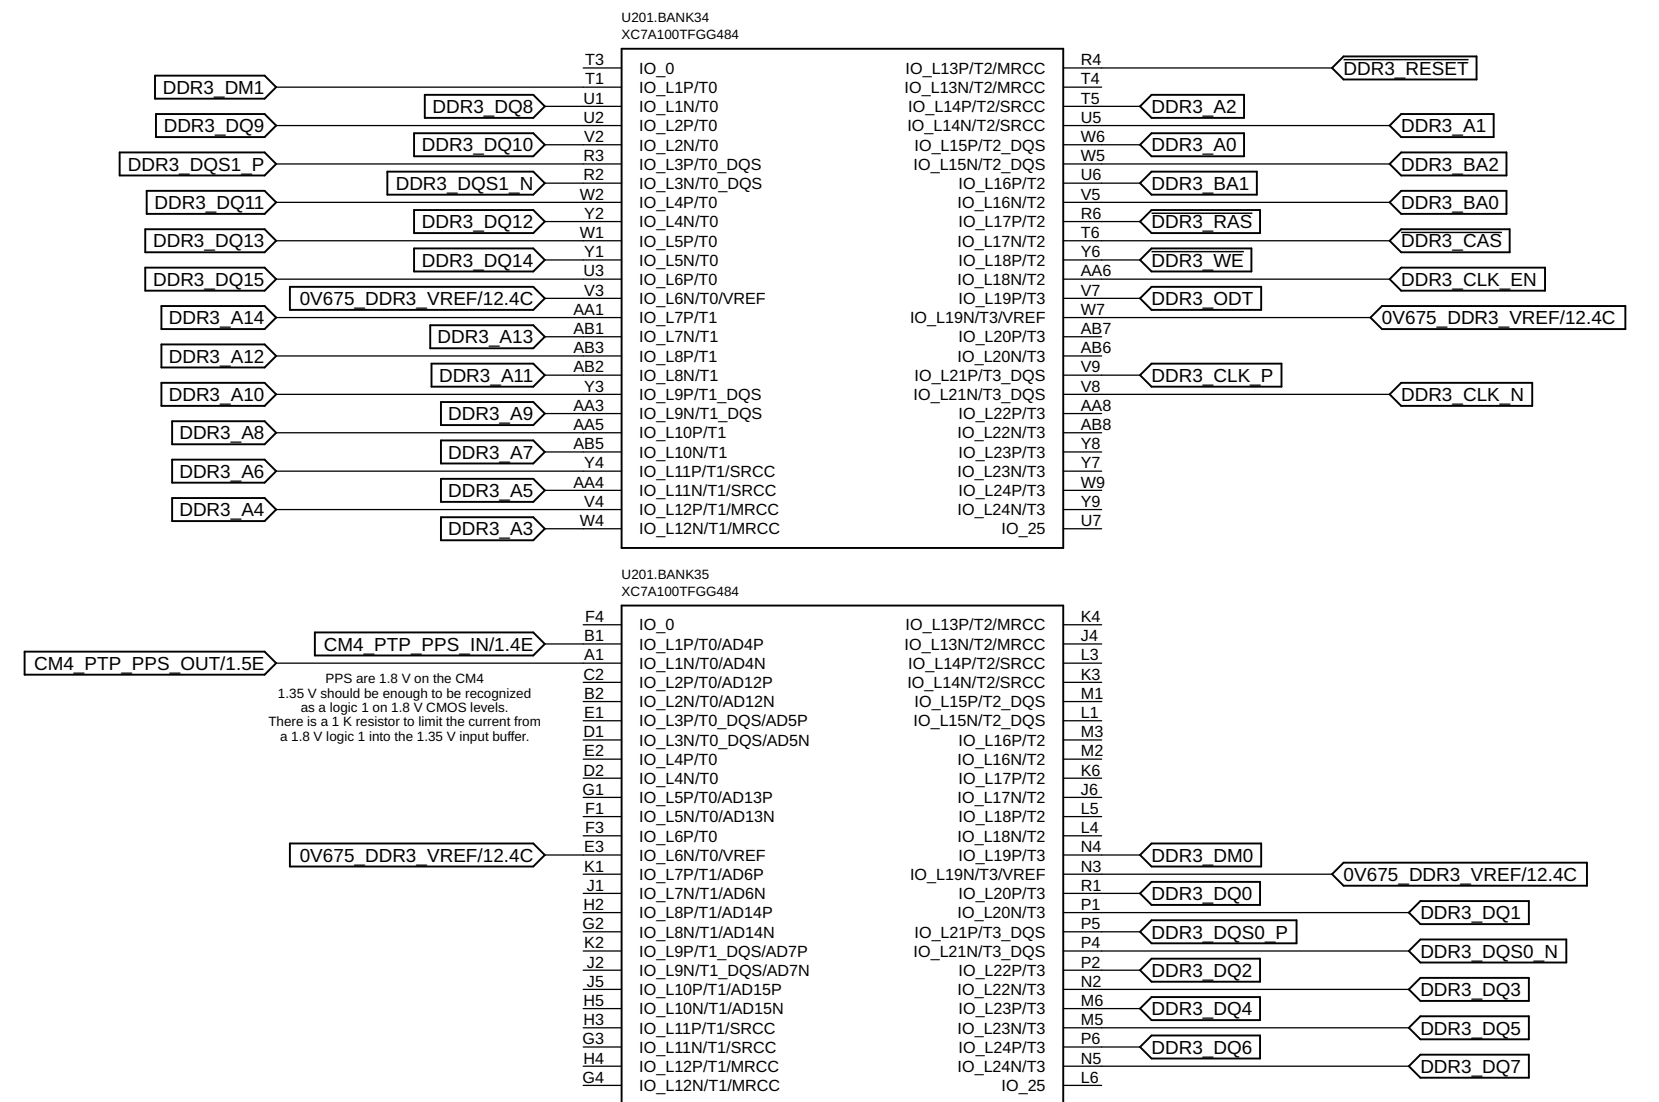 U201.BANK34
XC7A100TFGG484
T3 IO_0 IO_L13P/T2/MRCC R4 DDR3_RESET
DDR3_DM1 T1 IO_L1P/T0 IO_L13N/T2/MRCC T4
DDR3_DQ8 U1 IO_L1N/T0 IO_L14P/T2/SRCC T5 DDR3_A2
DDR3_DQ9 U2 IO_L2P/T0 IO_L14N/T2/SRCC U5 DDR3_A1
DDR3_DQ10 V2 IO_L2N/T0 IO_L15P/T2_DQS W6 DDR3_A0
DDR3_DQS1_P R3 IO_L3P/T0_DQS IO_L15N/T2_DQS W5 DDR3_BA2
DDR3_DQS1_N R2 IO_L3N/T0_DQS IO_L16P/T2 U6 DDR3_BA1
DDR3_DQ11 W2 IO_L4P/T0 IO_L16N/T2 V5 DDR3_BA0
DDR3_DQ12 Y2 IO_L4N/T0 IO_L17P/T2 R6 DDR3_RAS
DDR3_DQ13 W1 IO_L5P/T0 IO_L17N/T2 T6 DDR3_CAS
DDR3_DQ14 Y1 IO_L5N/T0 IO_L18P/T2 Y6 DDR3_WE
DDR3_DQ15 U3 IO_L6P/T0 IO_L18N/T2 AA6 DDR3_CLK_EN
0V675_DDR3_VREF/12.4C V3 IO_L6N/T0/VREF IO_L19P/T3 V7 DDR3_ODT
DDR3_A14 AA1 IO_L7P/T1 IO_L19N/T3/VREF W7 0V675_DDR3_VREF/12.4C
DDR3_A13 AB1 IO_L7N/T1 IO_L20P/T3 AB7
DDR3_A12 AB3 IO_L8P/T1 IO_L20N/T3 AB6
DDR3_A11 AB2 IO_L8N/T1 IO_L21P/T3_DQS V9 DDR3_CLK_P
DDR3_A10 Y3 IO_L9P/T1_DQS IO_L21N/T3_DQS V8 DDR3_CLK_N
DDR3_A9 AA3 IO_L9N/T1_DQS IO_L22P/T3 AA8
DDR3_A8 AA5 IO_L10P/T1 IO_L22N/T3 AB8
DDR3_A7 AB5 IO_L10N/T1 IO_L23P/T3 Y8
DDR3_A6 Y4 IO_L11P/T1/SRCC IO_L23N/T3 Y7
DDR3_A5 AA4 IO_L11N/T1/SRCC IO_L24P/T3 W9
DDR3_A4 V4 IO_L12P/T1/MRCC IO_L24N/T3 Y9
DDR3_A3 W4 IO_L12N/T1/MRCC IO_25 U7
U201.BANK35
XC7A100TFGG484
F4 IO_0 IO_L13P/T2/MRCC K4
CM4_PTP_PPS_IN/1.4E B1 IO_L1P/T0/AD4P IO_L13N/T2/MRCC J4
CM4_PTP_PPS_OUT/1.5E A1 IO_L1N/T0/AD4N IO_L14P/T2/SRCC L3
PPS are 1.8 V on the CM4
1.35 V should be enough to be recognized
as a logic 1 on 1.8 V CMOS levels.
There is a 1 K resistor to limit the current from
a 1.8 V logic 1 into the 1.35 V input buffer.
C2 IO_L2P/T0/AD12P IO_L14N/T2/SRCC K3
B2 IO_L2N/T0/AD12N IO_L15P/T2_DQS M1
E1 IO_L3P/T0_DQS/AD5P IO_L15N/T2_DQS L1
D1 IO_L3N/T0_DQS/AD5N IO_L16P/T2 M3
E2 IO_L4P/T0 IO_L16N/T2 M2
D2 IO_L4N/T0 IO_L17P/T2 K6
G1 IO_L5P/T0/AD13P IO_L17N/T2 J6
F1 IO_L5N/T0/AD13N IO_L18P/T2 L5
F3 IO_L6P/T0 IO_L18N/T2 L4
0V675_DDR3_VREF/12.4C E3 IO_L6N/T0/VREF IO_L19P/T3 N4 DDR3_DM0
K1 IO_L7P/T1/AD6P IO_L19N/T3/VREF N3 0V675_DDR3_VREF/12.4C
J1 IO_L7N/T1/AD6N IO_L20P/T3 R1 DDR3_DQ0
H2 IO_L8P/T1/AD14P IO_L20N/T3 P1 DDR3_DQ1
G2 IO_L8N/T1/AD14N IO_L21P/T3_DQS P5 DDR3_DQS0_P
K2 IO_L9P/T1_DQS/AD7P IO_L21N/T3_DQS P4 DDR3_DQS0_N
J2 IO_L9N/T1_DQS/AD7N IO_L22P/T3 P2 DDR3_DQ2
J5 IO_L10P/T1/AD15P IO_L22N/T3 N2 DDR3_DQ3
H5 IO_L10N/T1/AD15N IO_L23P/T3 M6 DDR3_DQ4
H3 IO_L11P/T1/SRCC IO_L23N/T3 M5 DDR3_DQ5
G3 IO_L11N/T1/SRCC IO_L24P/T3 P6 DDR3_DQ6
H4 IO_L12P/T1/MRCC IO_L24N/T3 N5 DDR3_DQ7
G4 IO_L12N/T1/MRCC IO_25 L6